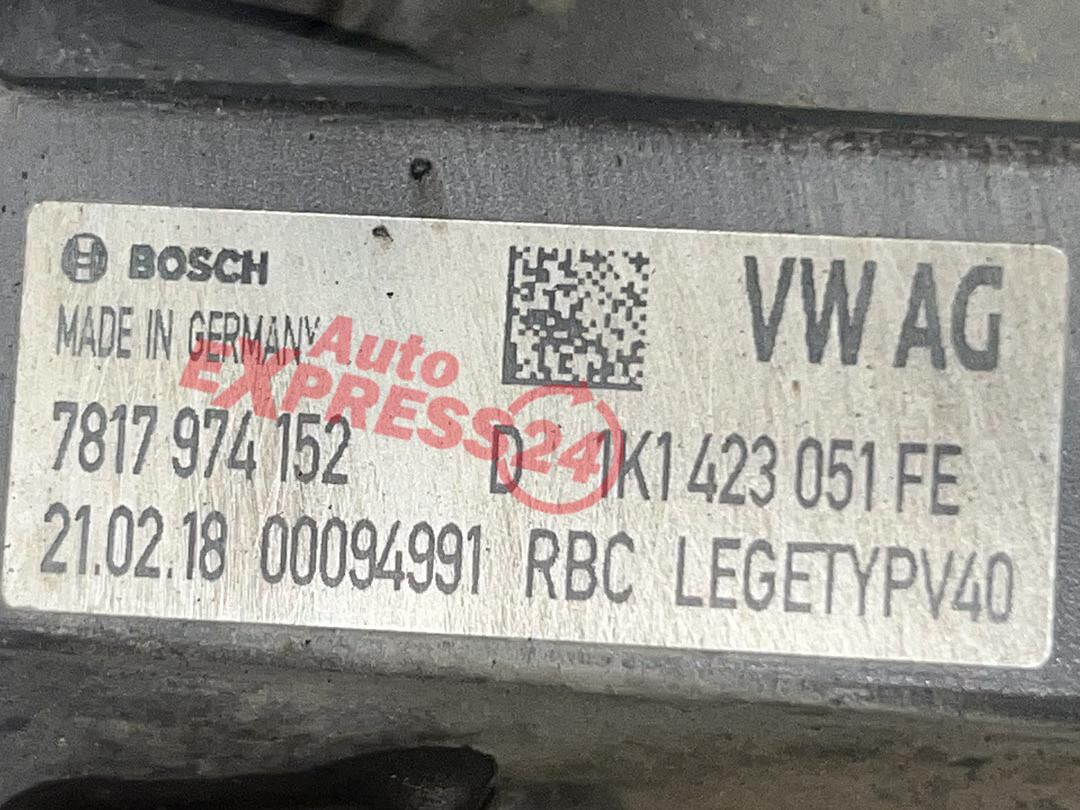 BOSCH
VW AG
MADE IN GERMANY
Auto
EXPRESS24
7817 974 152 D 1K1 423 051 FE
21.02.18 00094991 RBC LEGETYPV40